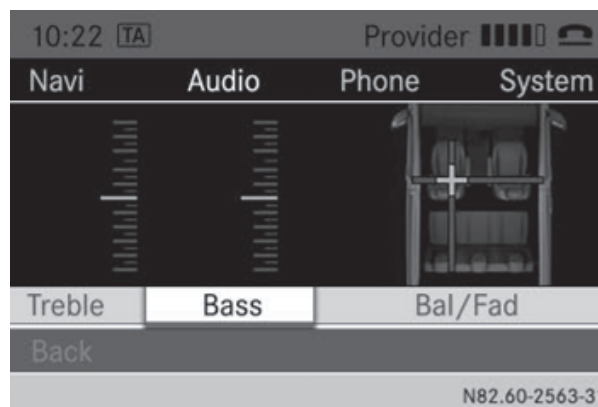 10:22 TA Provider
Navi Audio Phone System
Treble Bass Bal/Fad
Back
N82.60-2563-3